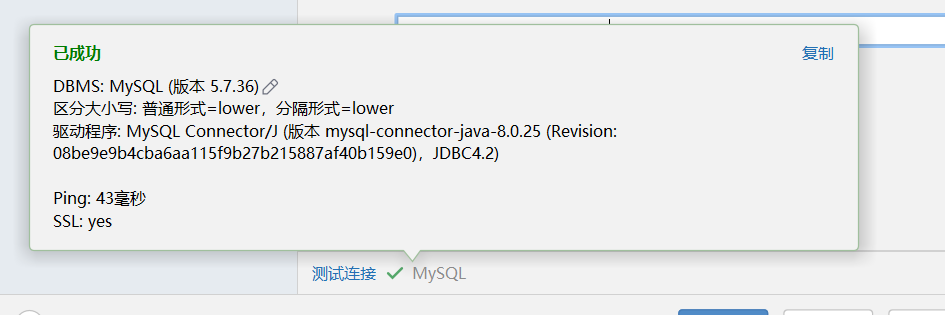 已成功
复制
DBMS: MySQL (版本 5.7.36)
区分大小写: 普通形式=lower，分隔形式=lower
驱动程序: MySQL Connector/J (版本 mysql-connector-java-8.0.25 (Revision:
08be9e9b4cba6aa115f9b27b215887af40b159e0)，JDBC4.2)
Ping: 43毫秒
SSL: yes
测试连接
MySQL